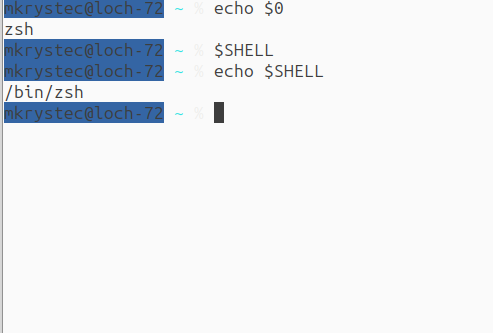 mkrystec@loch-72 ~ % echo $0
zsh
mkrystec@loch-72 ~ % $SHELL
mkrystec@loch-72 ~ % echo $SHELL
/bin/zsh
mkrystec@loch-72 ~ %